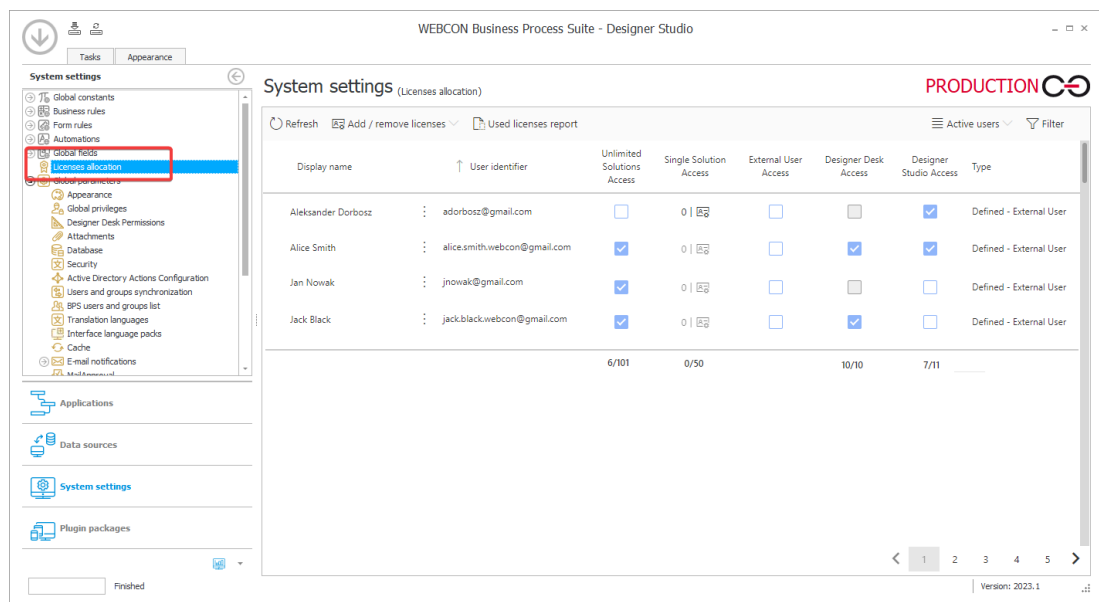 WEBCON Business Process Suite - Designer Studio
Tasks
Appearance
System settings
Global constants
Business rules
Form rules
Automations
Global fields
Licenses allocation
Global parameters
Appearance
Global privileges
Designer Desk Permissions
Attachments
Database
Security
Active Directory Actions Configuration
Users and groups synchronization
BPS users and groups list
Translation languages
Interface language packs
Cache
E-mail notifications
MailApproval
Applications
Data sources
System settings
Plugin packages
Finished
System settings (Licenses allocation)
PRODUCTION
Refresh Add / remove licenses Used licenses report Active users Filter
Display name User identifier Unlimited Solutions Access Single Solution Access External User Access Designer Desk Access Designer Studio Access Type
Aleksander Dorbosz adorbosz@gmail.com 0 | Defined - External User
Alice Smith alice.smith.webcon@gmail.com 0 | Defined - External User
Jan Nowak jnowak@gmail.com 0 | Defined - External User
Jack Black jack.black.webcon@gmail.com 0 | Defined - External User
6/101 0/50 10/10 7/11
1 2 3 4 5
Version: 2023.1